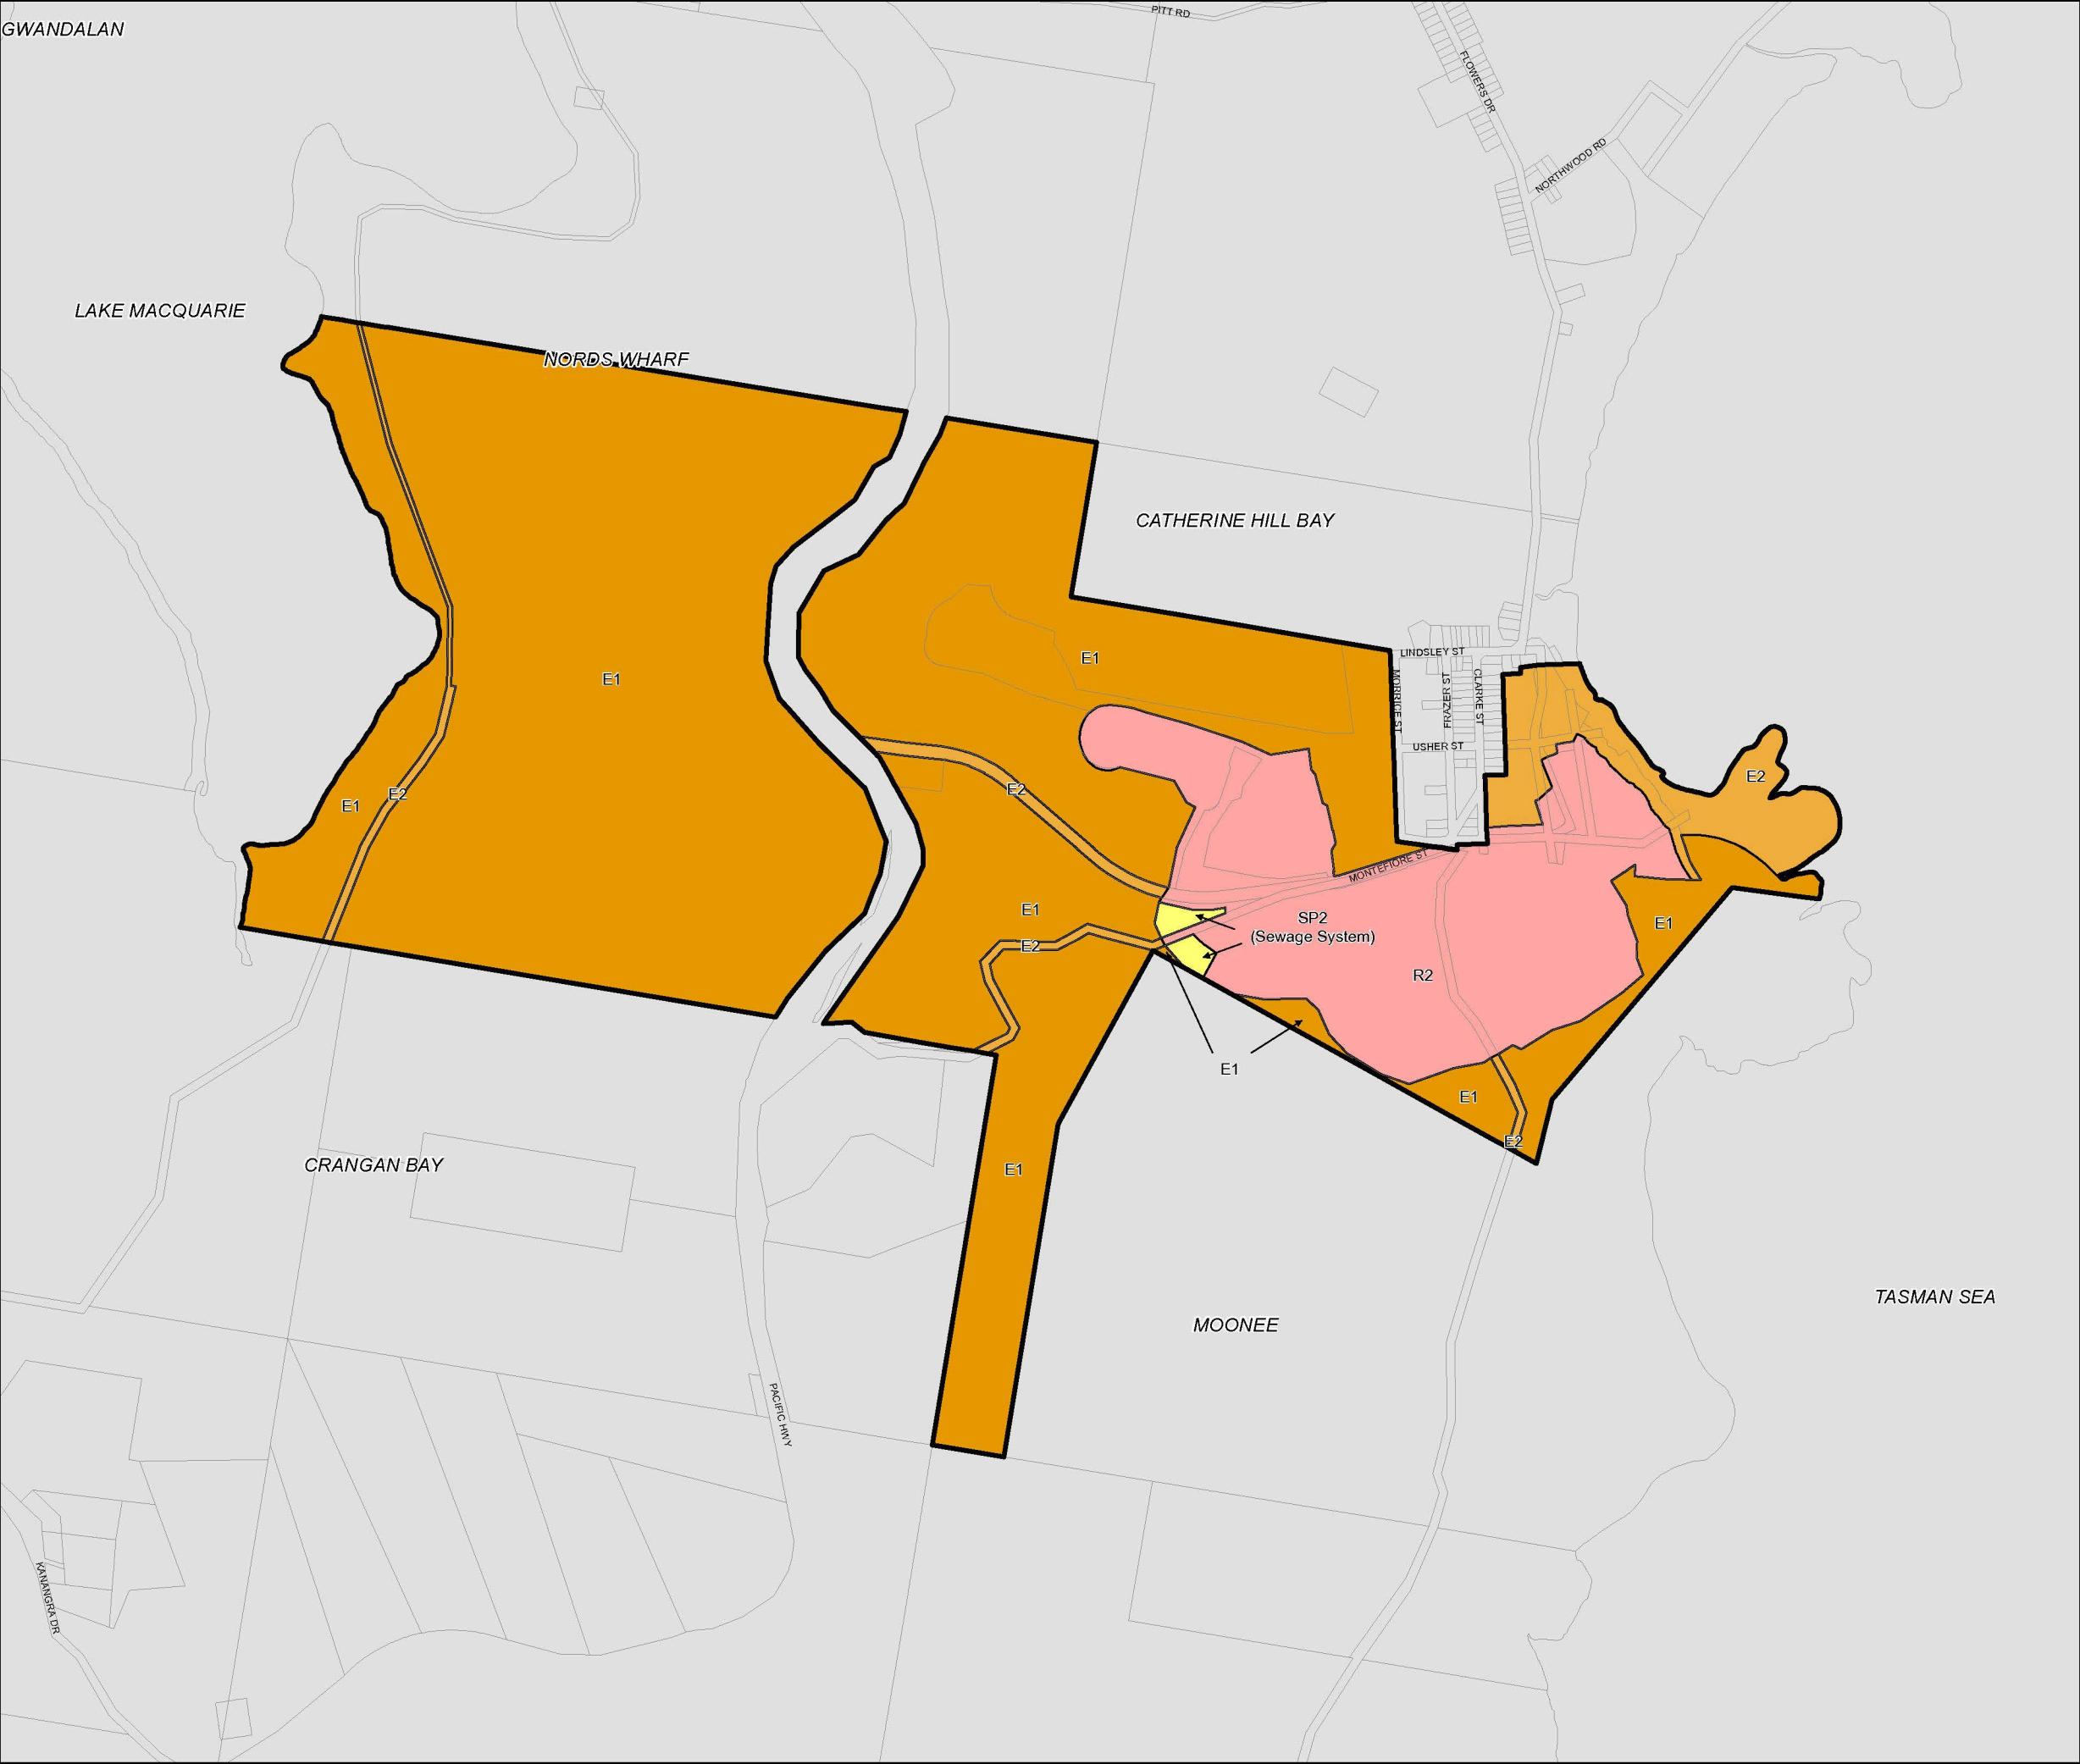 GWANDALAN
PITT RD
FLOWERS DR
NORTHWOOD RD
LAKE MACQUARIE
NORDS WHARF
CATHERINE HILL BAY
LINDSLEY ST
MORRICE ST
FRAZER ST
CLARKE ST
USHER ST
E1
E1
E2
E2
E1
E2
MONTEFIORE ST
E1
SP2
(Sewage System)
E1
E2
R2
E1
E1
E2
CRANGAN BAY
E1
TASMAN SEA
MOONEE
PACIFIC HWY
KANANGRA DR